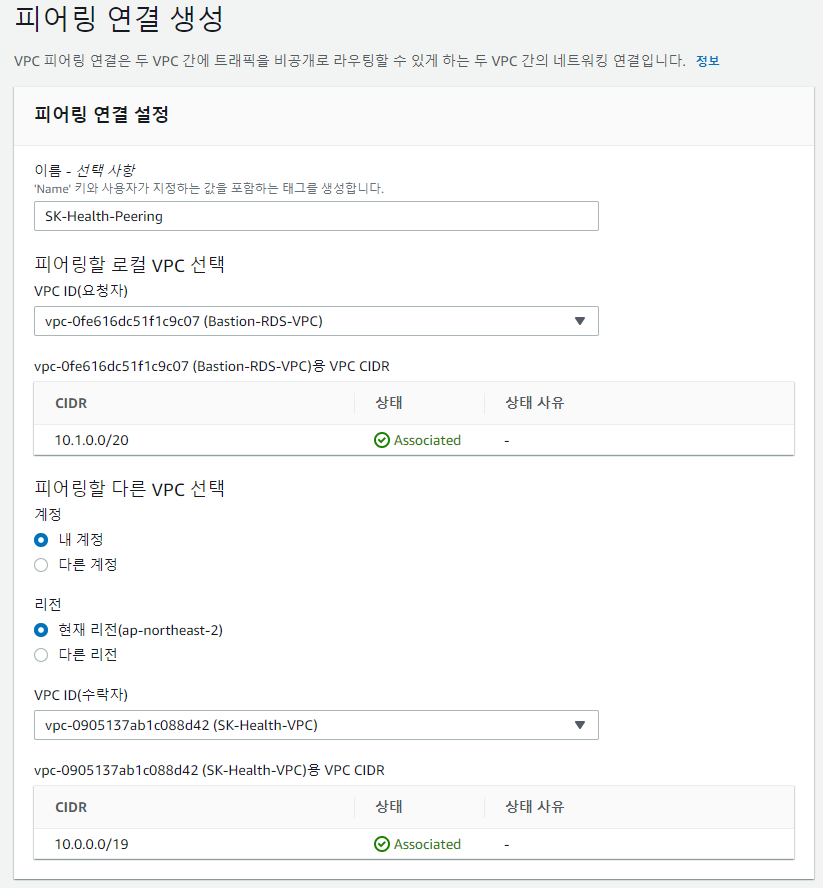 피어링 연결 생성
VPC 피어링 연결은 두 VPC 간에 트래픽을 비공개로 라우팅할 수 있게 하는 두 VPC 간의 네트워킹 연결입니다. 정보
피어링 연결 설정
이름 - 선택 사항
'Name' 키와 사용자가 지정하는 값을 포함하는 태그를 생성합니다.
SK-Health-Peering
피어링할 로컬 VPC 선택
VPC ID(요청자)
vpc-0fe616dc51f1c9c07 (Bastion-RDS-VPC)
vpc-0fe616dc51f1c9c07 (Bastion-RDS-VPC)용 VPC CIDR
CIDR 상태 상태 사유
10.1.0.0/20 Associated -
피어링할 다른 VPC 선택
계정
내 계정
다른 계정
리전
현재 리전(ap-northeast-2)
다른 리전
VPC ID(수락자)
vpc-0905137ab1c088d42 (SK-Health-VPC)
vpc-0905137ab1c088d42 (SK-Health-VPC)용 VPC CIDR
CIDR 상태 상태 사유
10.0.0.0/19 Associated -